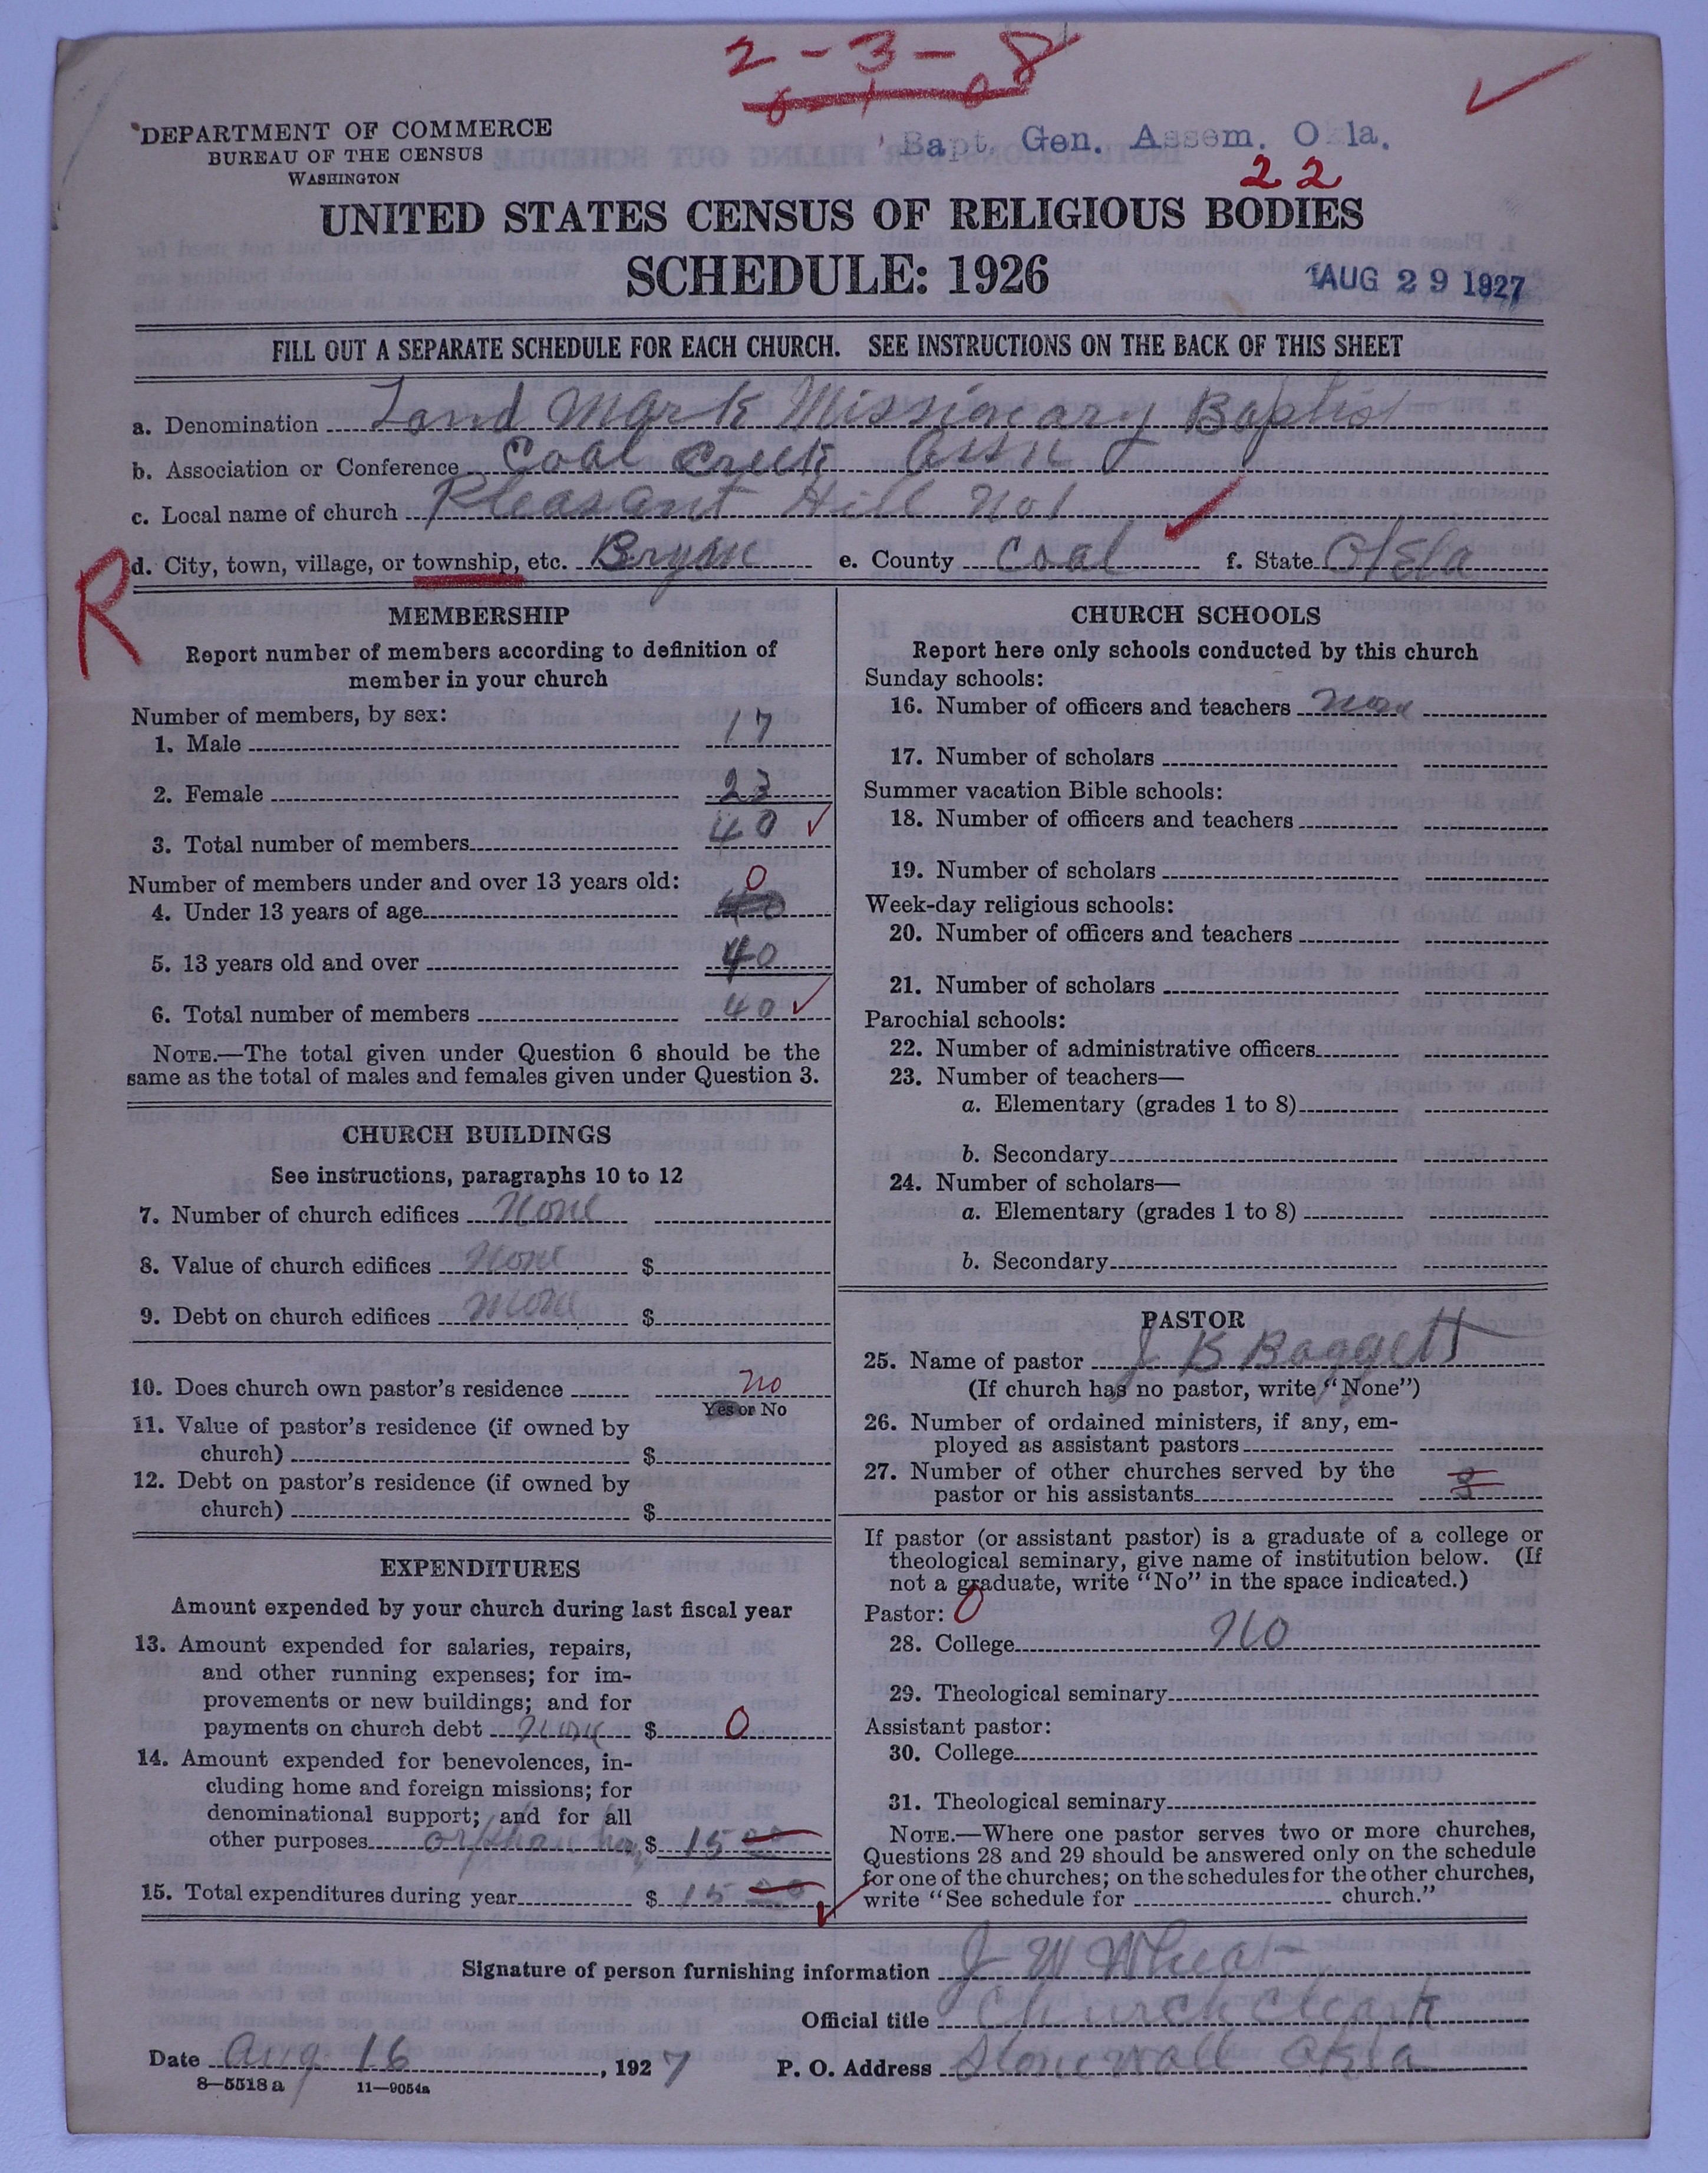 2 - 3 - 8
0 1 0
DEPARTMENT OF COMMERCE
BUREAU OF THE CENSUS
WASHINGTON
Bapt. Gen. Assem. Okla.
22
UNITED STATES CENSUS OF RELIGIOUS BODIES
SCHEDULE: 1926
AUG 29 1927
FILL OUT A SEPARATE SCHEDULE FOR EACH CHURCH. SEE INSTRUCTIONS ON THE BACK OF THIS SHEET
a. Denomination Land Mark Missionary Baptist
b. Association or Conference Coal Creek Assn
c. Local name of church Pleasant Hill No 1
R
d. City, town, village, or township, etc. Bryan e. County Coal f. State Okla
MEMBERSHIP
Report number of members according to definition of
member in your church
Number of members, by sex:
1. Male 17
2. Female 23
3. Total number of members 40
Number of members under and over 13 years old: 0
4. Under 13 years of age
5. 13 years old and over 40
6. Total number of members 40
NOTE.—The total given under Question 6 should be the
same as the total of males and females given under Question 3.
CHURCH BUILDINGS
See instructions, paragraphs 10 to 12
7. Number of church edifices None
8. Value of church edifices None $
9. Debt on church edifices None $
10. Does church own pastor's residence no
Yes or No
11. Value of pastor's residence (if owned by
church) $
12. Debt on pastor's residence (if owned by
church) $
EXPENDITURES
Amount expended by your church during last fiscal year
13. Amount expended for salaries, repairs,
and other running expenses; for im-
provements or new buildings; and for
payments on church debt None $ 0
14. Amount expended for benevolences, in-
cluding home and foreign missions; for
denominational support; and for all
other purposes orphan $ 15 00
15. Total expenditures during year $ 15 00
CHURCH SCHOOLS
Report here only schools conducted by this church
Sunday schools:
16. Number of officers and teachers None
17. Number of scholars
Summer vacation Bible schools:
18. Number of officers and teachers
19. Number of scholars
Week-day religious schools:
20. Number of officers and teachers
21. Number of scholars
Parochial schools:
22. Number of administrative officers
23. Number of teachers—
a. Elementary (grades 1 to 8)
b. Secondary
24. Number of scholars—
a. Elementary (grades 1 to 8)
b. Secondary
PASTOR
25. Name of pastor J B Baggett
(If church has no pastor, write "None")
26. Number of ordained ministers, if any, em-
ployed as assistant pastors
27. Number of other churches served by the
pastor or his assistants 3
If pastor (or assistant pastor) is a graduate of a college or
theological seminary, give name of institution below. (If
not a graduate, write "No" in the space indicated.)
Pastor: 0
28. College No
29. Theological seminary
Assistant pastor:
30. College
31. Theological seminary
NOTE.—Where one pastor serves two or more churches,
Questions 28 and 29 should be answered only on the schedule
for one of the churches; on the schedules for the other churches,
write "See schedule for church."
Signature of person furnishing information J W Wheat
Official title Church Cleark
Date Aug 16, 1927 P. O. Address Stonewall Okla
8—5518 a 11—9054a